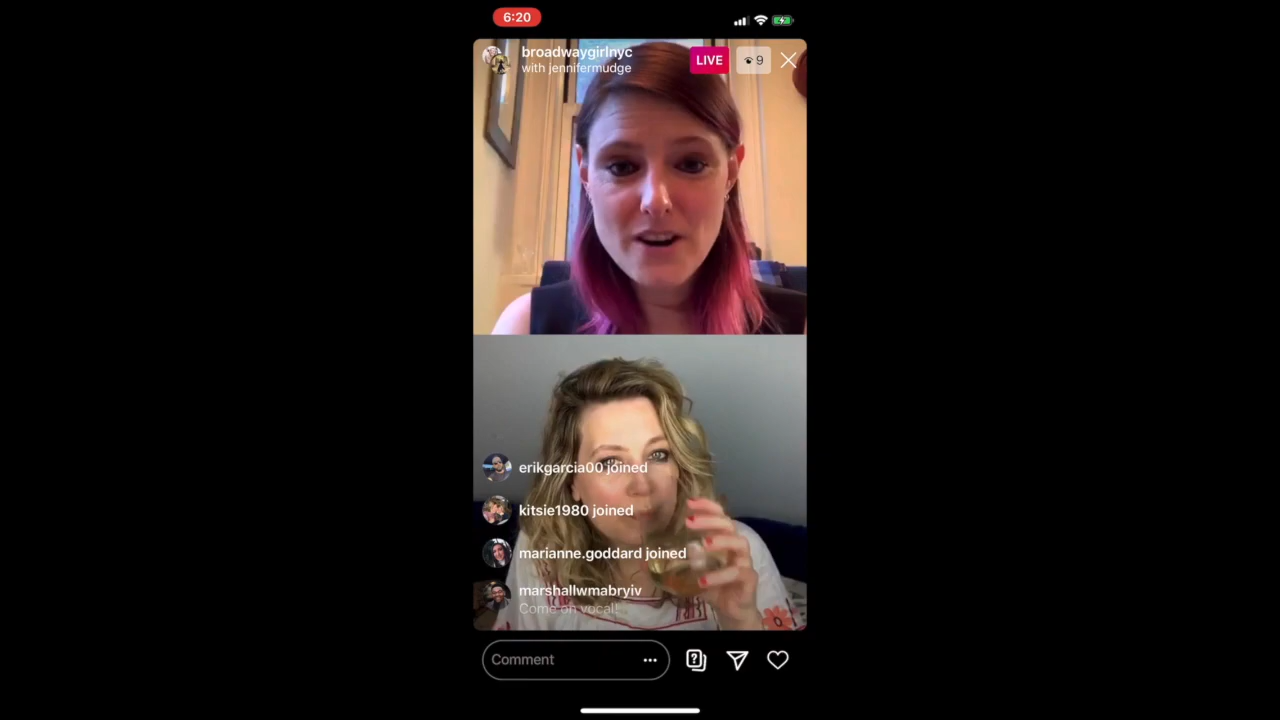 6:20
broadwaygirlnyc
with jennifermudge
LIVE
9
erikgarcia00 joined
kitsie1980 joined
marianne.goddard joined
marshallwmabryiv
Come on vocal!
Comment